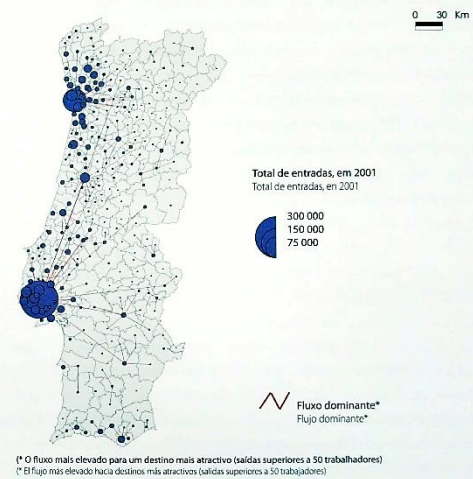 0 30 Km
Total de entradas, em 2001
Total de entradas, en 2001
300 000
150 000
75 000
Fluxo dominante*
Flujo dominante*
(* O fluxo mais elevado para um destino mais atractivo (saídas superiores a 50 trabalhadores)
(* El flujo más elevado hacia destinos más atractivos (salidas superiores a 50 trabajadores)